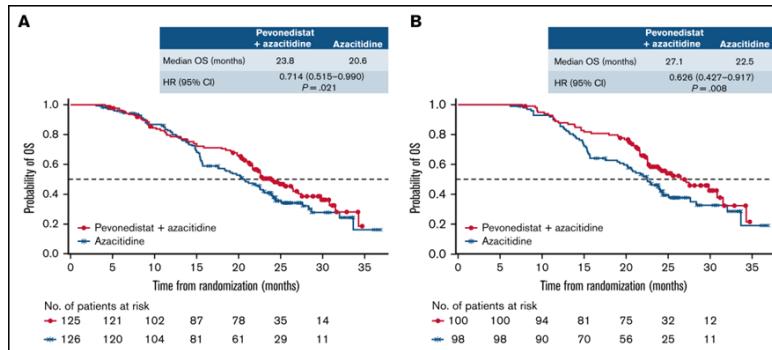 A
Pevonedistat + azacitidine Azacitidine
Median OS (months) 23.8 20.6
HR (95% CI) 0.714 (0.515–0.990) P = .021
Probability of OS
1.0
0.8
0.6
0.4
0.2
0.0
Pevonedistat + azacitidine
Azacitidine
0 5 10 15 20 25 30 35
Time from randomization (months)
No. of patients at risk
125 121 102 87 78 35 14
126 120 104 81 61 29 11
B
Pevonedistat + azacitidine Azacitidine
Median OS (months) 27.1 22.5
HR (95% CI) 0.626 (0.427–0.917) P = .008
Probability of OS
1.0
0.8
0.6
0.4
0.2
0.0
Pevonedistat + azacitidine
Azacitidine
0 5 10 15 20 25 30 35
Time from randomization (months)
No. of patients at risk
100 100 94 81 75 32 12
98 98 90 70 56 25 11